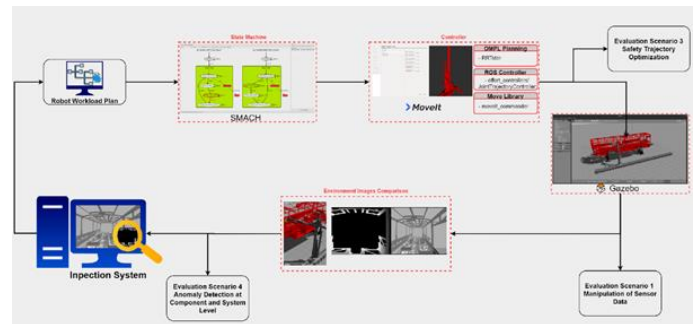 State Machine
Controller
Evaluation Scenario 3
Safety Trajectory
Optimization
OMPL Planning
- RRTstar
ROS Controller
- effort_controllers/
JointTrajectoryController
Move Library
- moveit_commander
MoveIt
Robot Workload Plan
SMACH
Gazebo
Environment Images Comparison
Inpection System
Evaluation Scenario 4
Anomaly Detection at
Component and System
Level
Evaluation Scenario 1
Manipulation of Sensor
Data